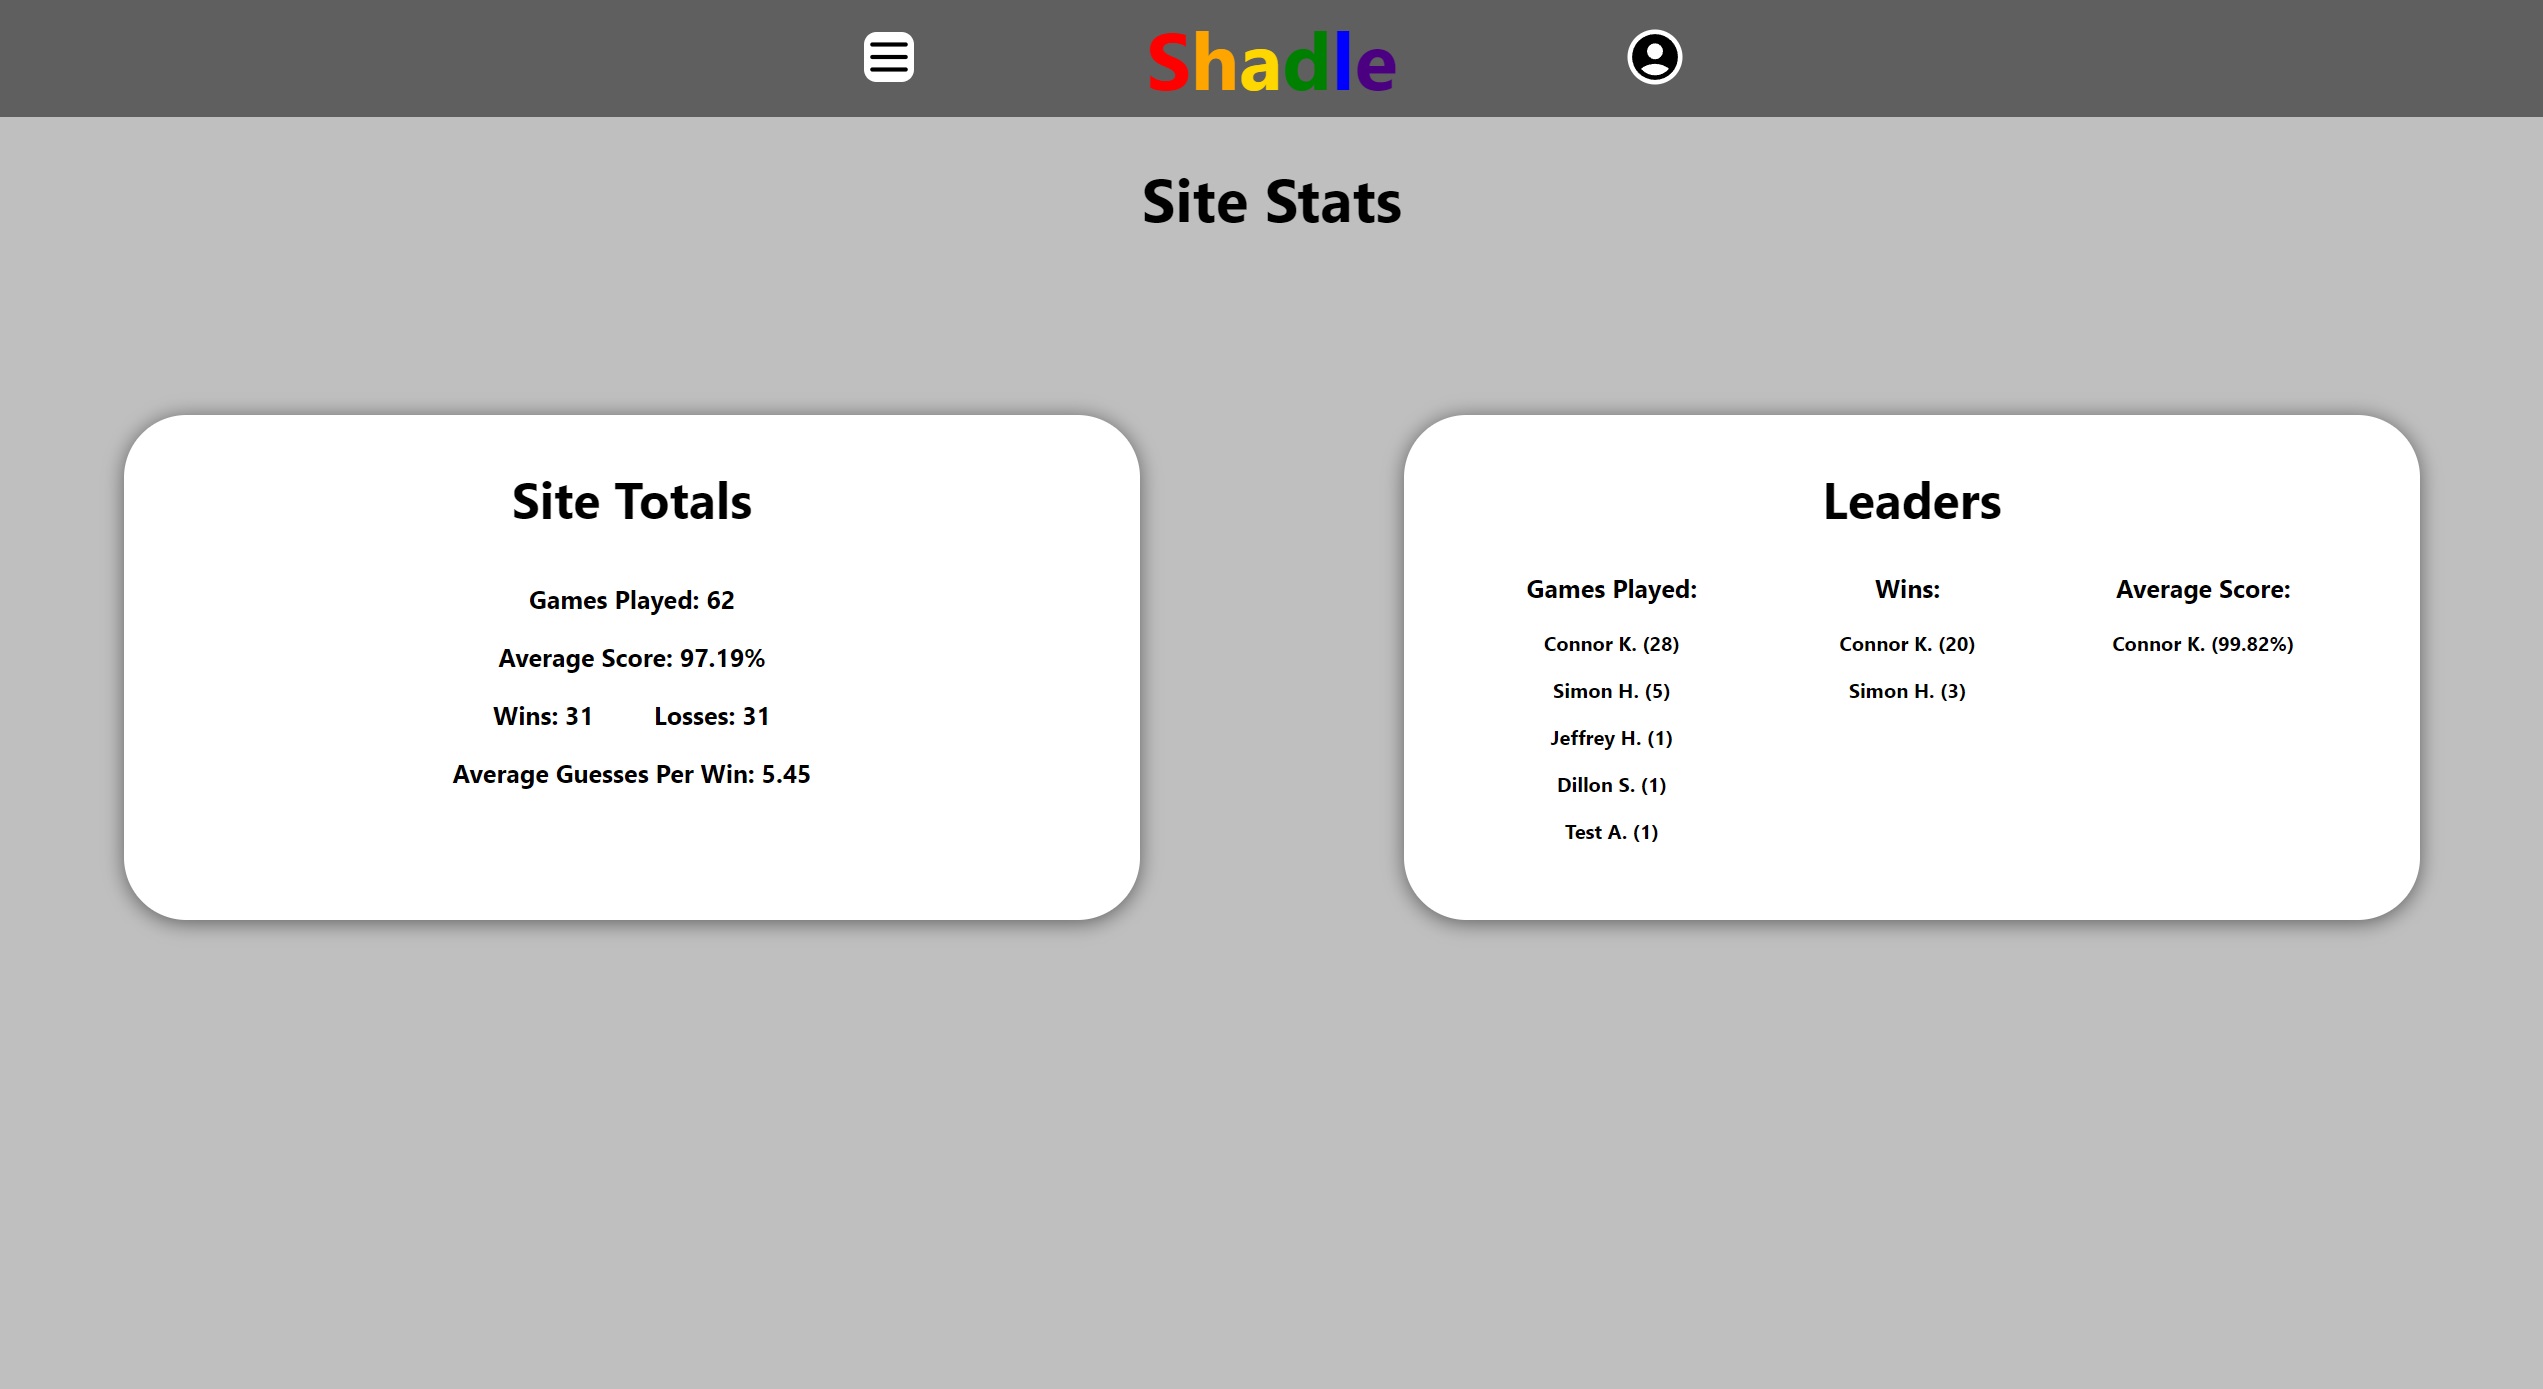 Shadle
Site Stats
Site Totals
Games Played: 62
Average Score: 97.19%
Wins: 31 Losses: 31
Average Guesses Per Win: 5.45
Leaders
Games Played:
Connor K. (28)
Simon H. (5)
Jeffrey H. (1)
Dillon S. (1)
Test A. (1)
Wins:
Connor K. (20)
Simon H. (3)
Average Score:
Connor K. (99.82%)